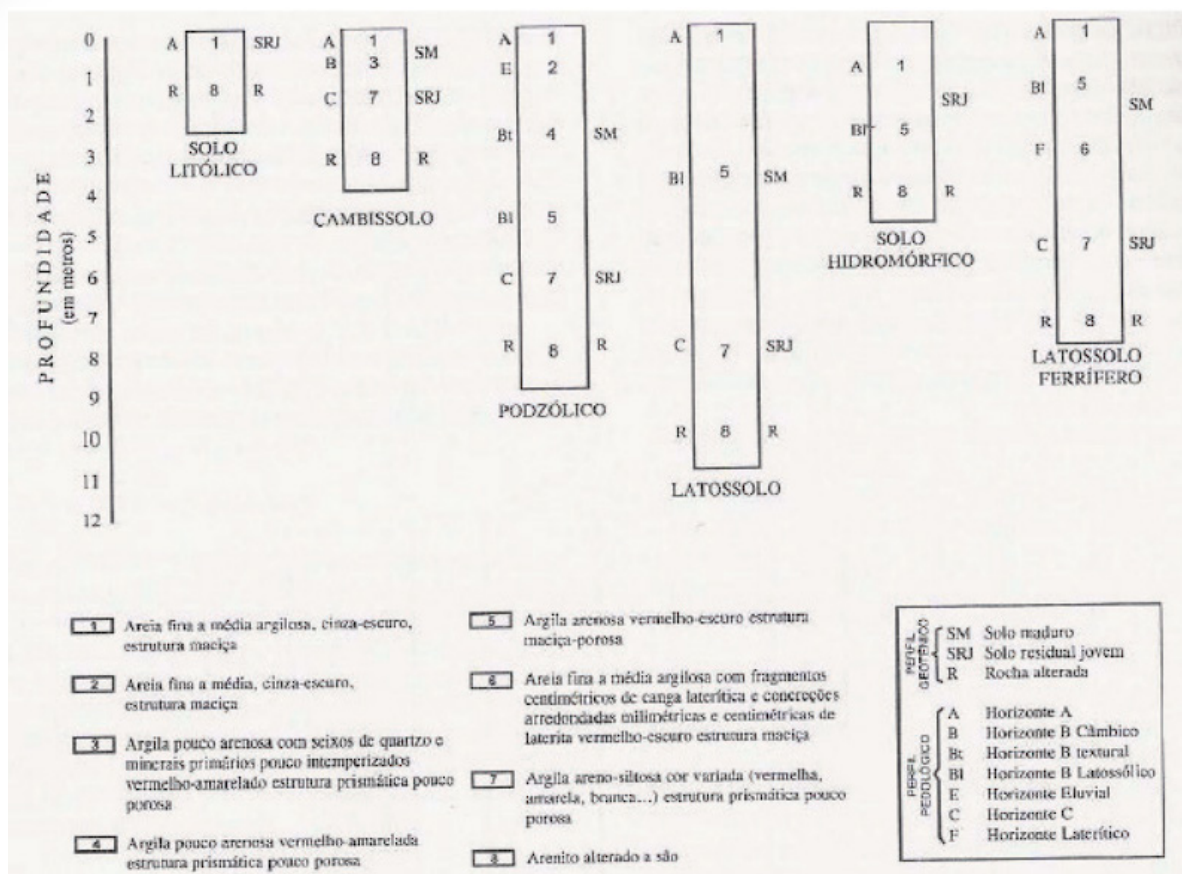 0
1
2
3
4
5
6
7
8
9
10
11
12
PROFUNDIDADE
(em metros)
A 1 SRJ
R 8 R
SOLO
LITÓLICO
A 1
B 3 SM
C 7 SRJ
R 8 R
CAMBISSOLO
A 1
E 2
Bt 4 SM
Bl 5
C 7 SRJ
R 8 R
PODZÓLICO
A 1
Bl 5 SM
C 7 SRJ
R 8 R
LATOSSOLO
A 1
SRJ
Bl 5
R 8 R
SOLO
HIDROMÓRFICO
A 1
Bl 5 SM
F 6
C 7 SRJ
R 8 R
LATOSSOLO
FERRÍFERO
1 Areia fina a média argilosa, cinza-escuro,
estrutura maciça
2 Areia fina a média, cinza-escuro,
estrutura maciça
3 Argila pouco arenosa com seixos de quartzo e
minerais primários pouco intemperizados
vermelho-amarelado estrutura prismática pouco
porosa
4 Argila pouco arenosa vermelho-amarelada
estrutura prismática pouco porosa
5 Argila arenosa vermelho-escuro estrutura
maciça-porosa
6 Areia fina a média argilosa com fragmentos
centimétricos de canga laterítica e concreções
arredondadas milimétricas e centimétricas de
laterita vermelho-escuro estrutura maciça
7 Argila areno-siltosa cor variada (vermelha,
amarela, branca...) estrutura prismática pouco
porosa
8 Arenito alterado a são
PERFIL
GEOTÉCNICO
SM Solo maduro
SRJ Solo residual jovem
R Rocha alterada
PERFIL
PEDOLÓGICO
A Horizonte A
B Horizonte B Câmbico
Bt Horizonte B textural
Bl Horizonte B Latossólico
E Horizonte Eluvial
C Horizonte C
F Horizonte Laterítico